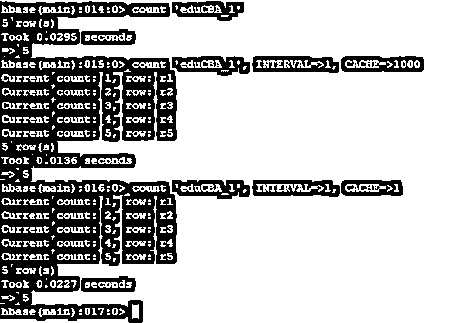 hbase(main):014:0> count 'eduCBA_1'
5 row(s)
Took 0.0295 seconds
=> 5
hbase(main):015:0> count 'eduCBA_1', INTERVAL=>1, CACHE=>1000
Current count: 1, row: r1
Current count: 2, row: r2
Current count: 3, row: r3
Current count: 4, row: r4
Current count: 5, row: r5
5 row(s)
Took 0.0136 seconds
=> 5
hbase(main):016:0> count 'eduCBA_1', INTERVAL=>1, CACHE=>1
Current count: 1, row: r1
Current count: 2, row: r2
Current count: 3, row: r3
Current count: 4, row: r4
Current count: 5, row: r5
5 row(s)
Took 0.0227 seconds
=> 5
hbase(main):017:0>